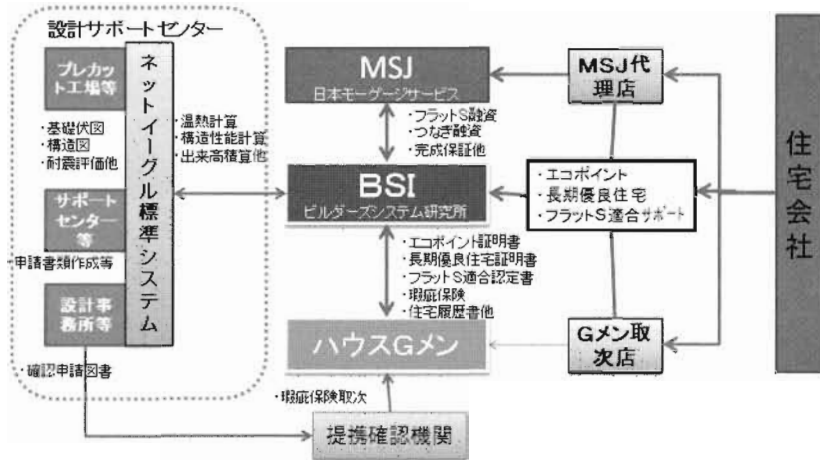 設計サポートセンター
プレカッ
ト工場等
・基礎伏図
・構造図
・耐震評価他
サポート
センター
等
・申請書類作成等
設計事
務所等
・確認申請図書
ネットイーグル標準システム
・温熱計算
・構造性能計算
・出来高積算他
MSJ
日本モーゲージサービス
・フラットS融資
・つなぎ融資
・完成保証他
BSI
ビルダーズシステム研究所
・エコポイント証明書
・長期優良住宅証明書
・フラットS適合認定書
・瑕疵保険
・住宅履歴書他
ハウスGメン
・瑕疵保険取次
提携確認機関
MSJ代
理店
・エコポイント
・長期優良住宅
・フラットS適合サポート
Gメン取
次店
住宅会社